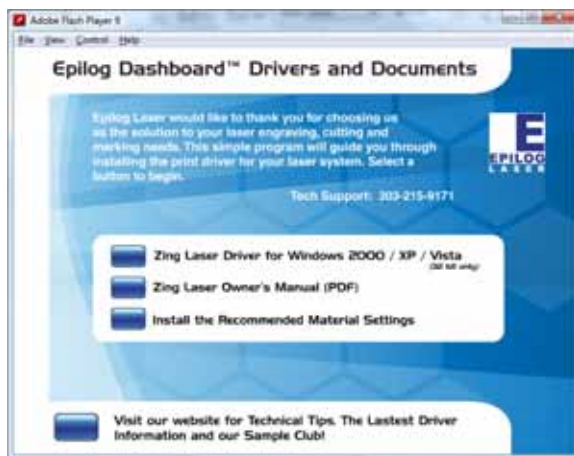 Adobe Flash Player 9
File View Control Help
Epilog Dashboard™ Drivers and Documents
Epilog Laser would like to thank you for choosing us
as the solution to your laser engraving, cutting and
marking needs. This simple program will guide you through
installing the print driver for your laser system. Select a
button to begin.
Tech Support: 303-215-9171
E
EPILOG
LASER
Zing Laser Driver for Windows 2000 / XP / Vista
(32 bit only)
Zing Laser Owner's Manual (PDF)
Install the Recommended Material Settings
Visit our website for Technical Tips. The Lastest Driver
Information and our Sample Club!